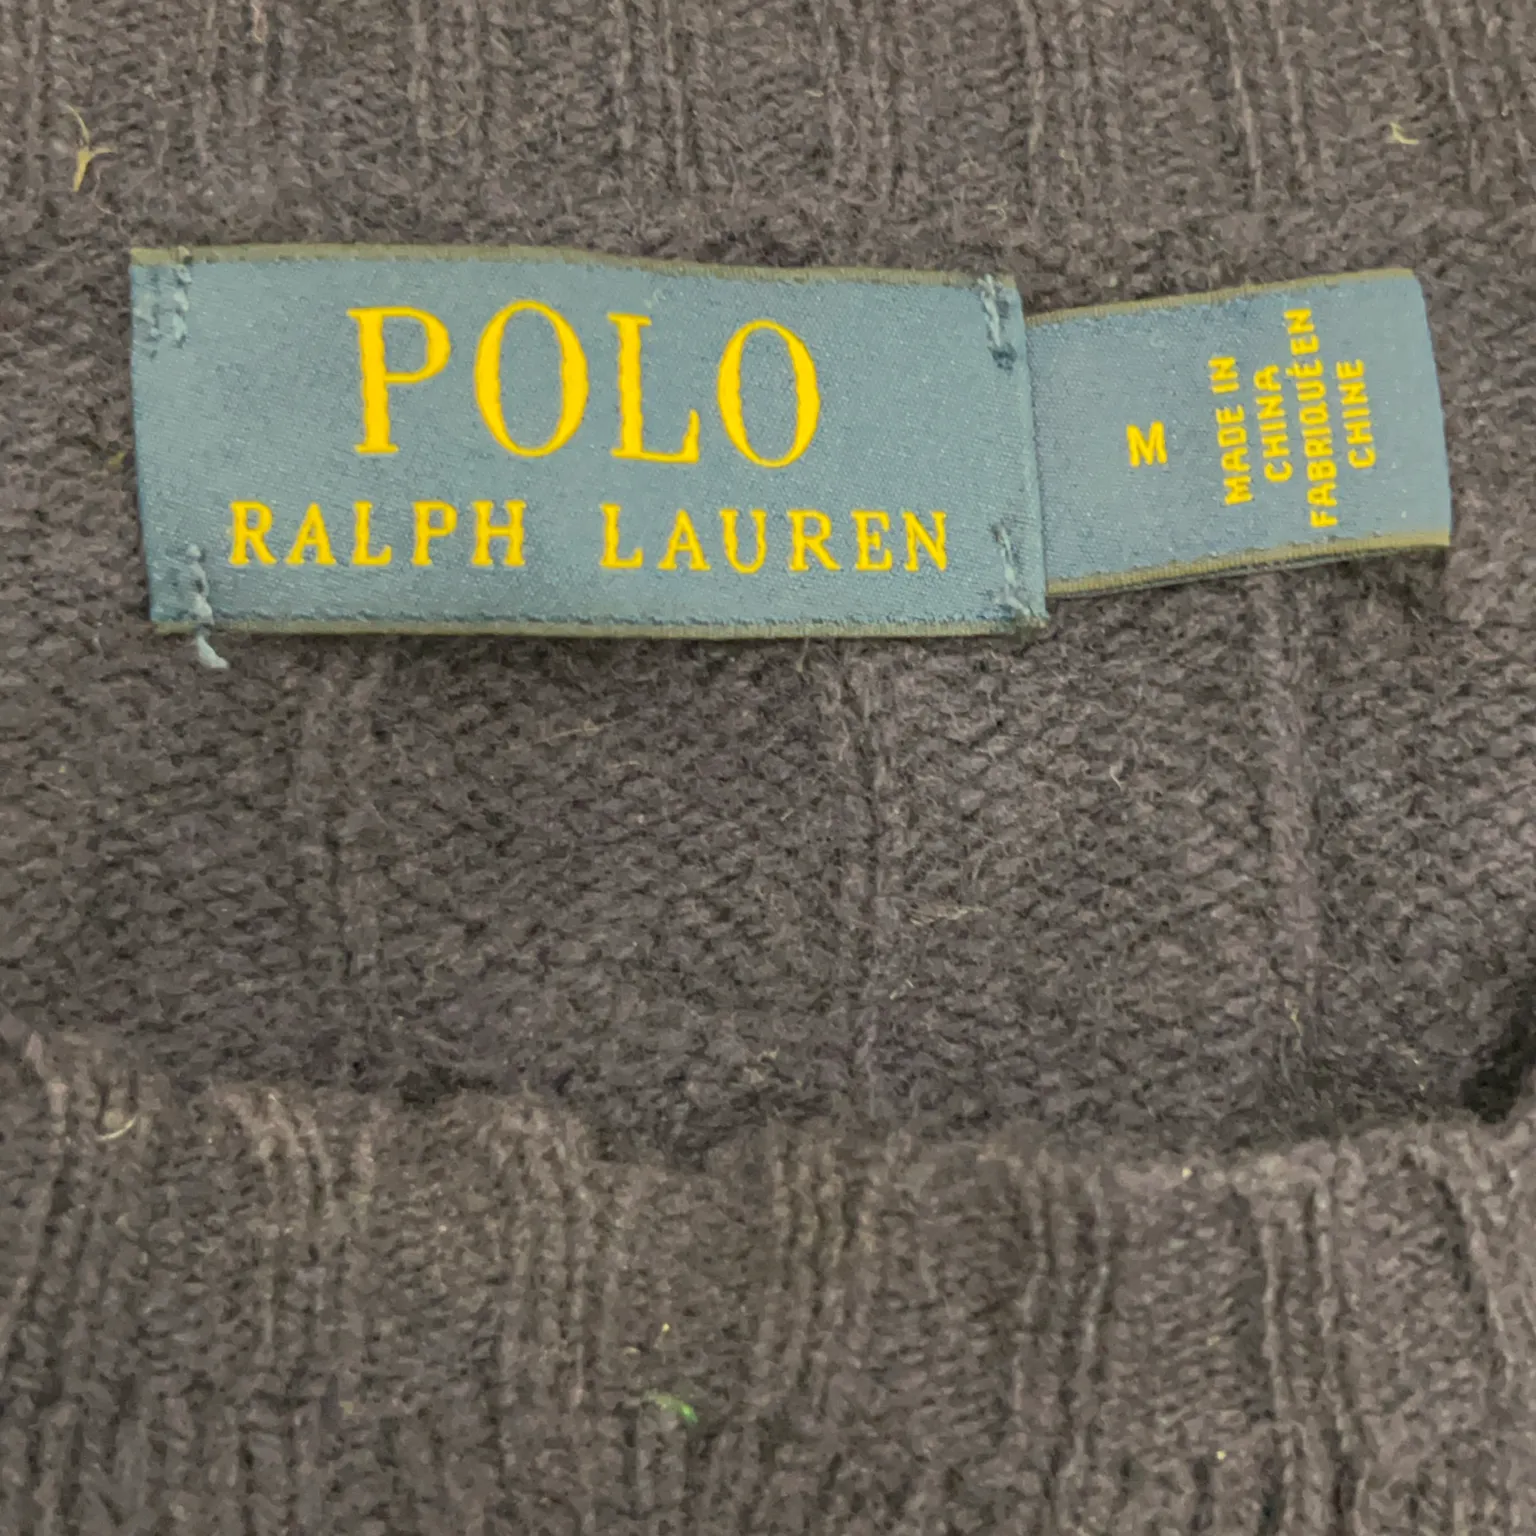 POLO
RALPH LAUREN
M
MADE IN
CHINA
FABRIQUÉ EN
CHINE